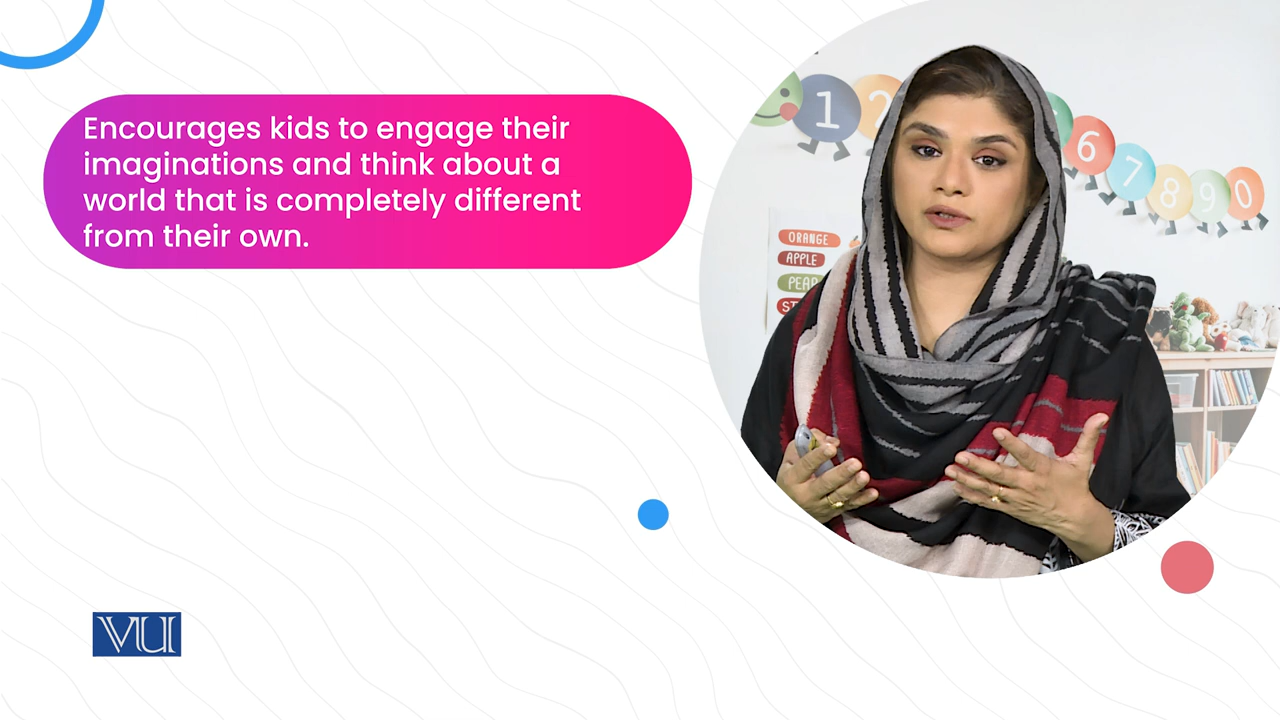 Encourages kids to engage their
imaginations and think about a
world that is completely different
from their own.
1 2 6 7 8 9 0
ORANGE
APPLE
PEAR
ST
VU